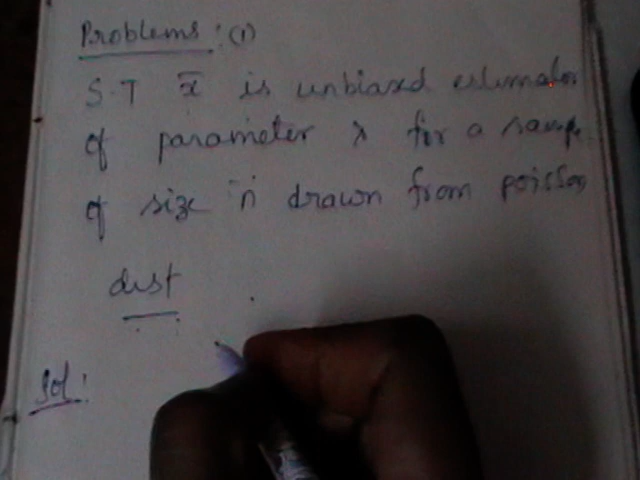 Problems : (1)
S.T x̄ is unbiased estimator
of parameter λ for a sample
of size 'n' drawn from poisson
dist
Sol :